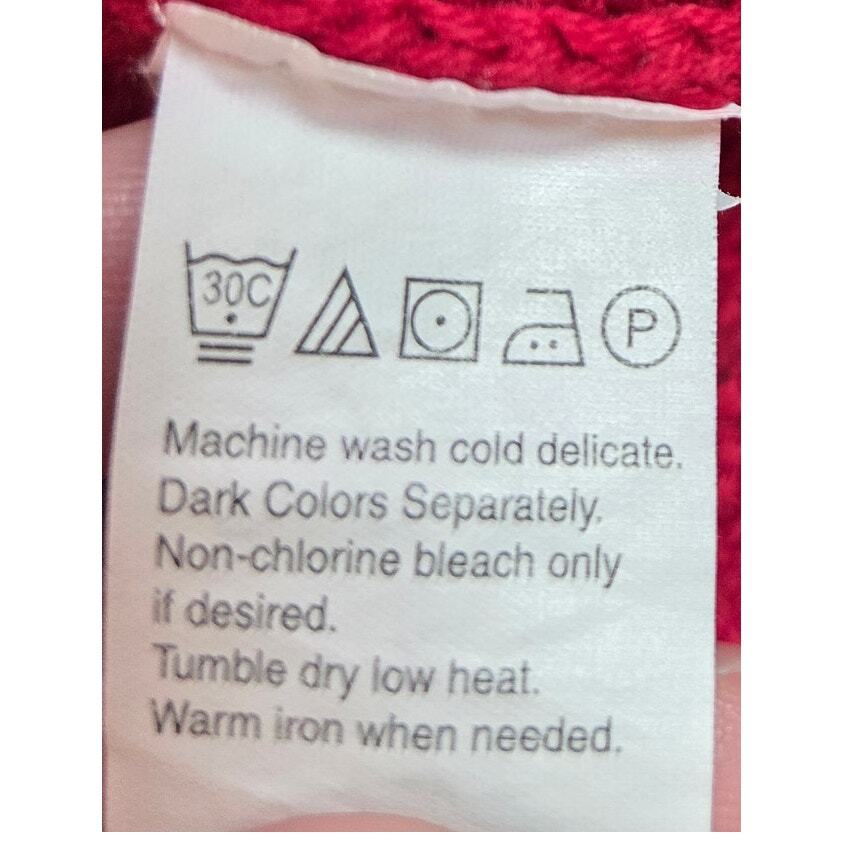 30C
P
Machine wash cold delicate.
Dark Colors Separately.
Non-chlorine bleach only
if desired.
Tumble dry low heat.
Warm iron when needed.